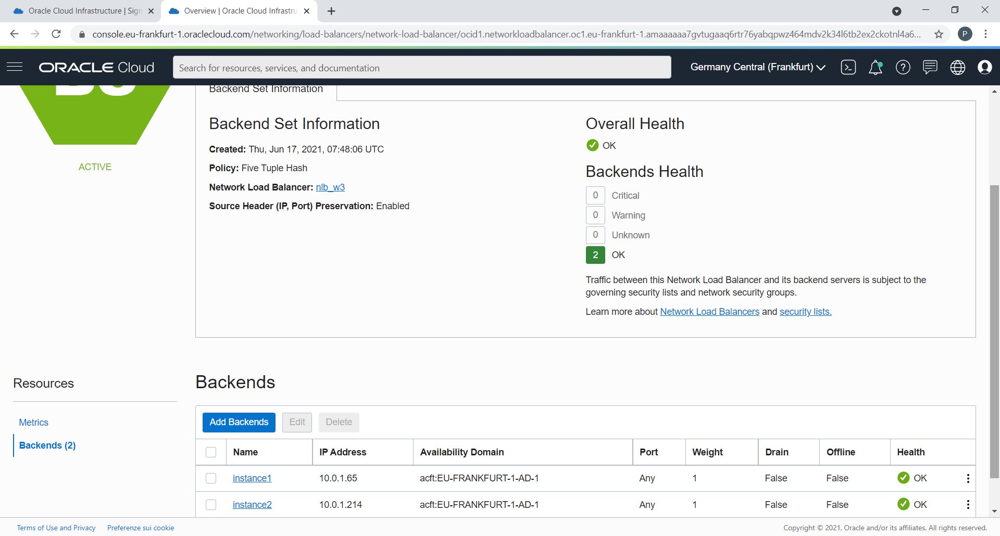 Oracle Cloud Infrastructure | Sign
Overview | Oracle Cloud Infrastru
console.eu-frankfurt-1.oraclecloud.com/networking/load-balancers/network-load-balancer/ocid1.networkloadbalancer.oc1.eu-frankfurt-1.amaaaaaa7gvtugaaq6rtr76yabqpwz464mdv2k34l6tb2ex2ckotnl4a6...
P
ORACLE Cloud
Search for resources, services, and documentation
Germany Central (Frankfurt)
Backend Set Information
ACTIVE
Backend Set Information
Created: Thu, Jun 17, 2021, 07:48:06 UTC
Policy: Five Tuple Hash
Network Load Balancer: nlb_w3
Source Header (IP, Port) Preservation: Enabled
Overall Health
OK
Backends Health
0 Critical
0 Warning
0 Unknown
2 OK
Traffic between this Network Load Balancer and its backend servers is subject to the
governing security lists and network security groups.
Learn more about Network Load Balancers and security lists.
Resources
Metrics
Backends (2)
Backends
Add Backends Edit Delete
Name IP Address Availability Domain Port Weight Drain Offline Health
instance1 10.0.1.65 acft:EU-FRANKFURT-1-AD-1 Any 1 False False OK
instance2 10.0.1.214 acft:EU-FRANKFURT-1-AD-1 Any 1 False False OK
Terms of Use and Privacy Preferenze sui cookie
Copyright © 2021, Oracle and/or its affiliates. All rights reserved.